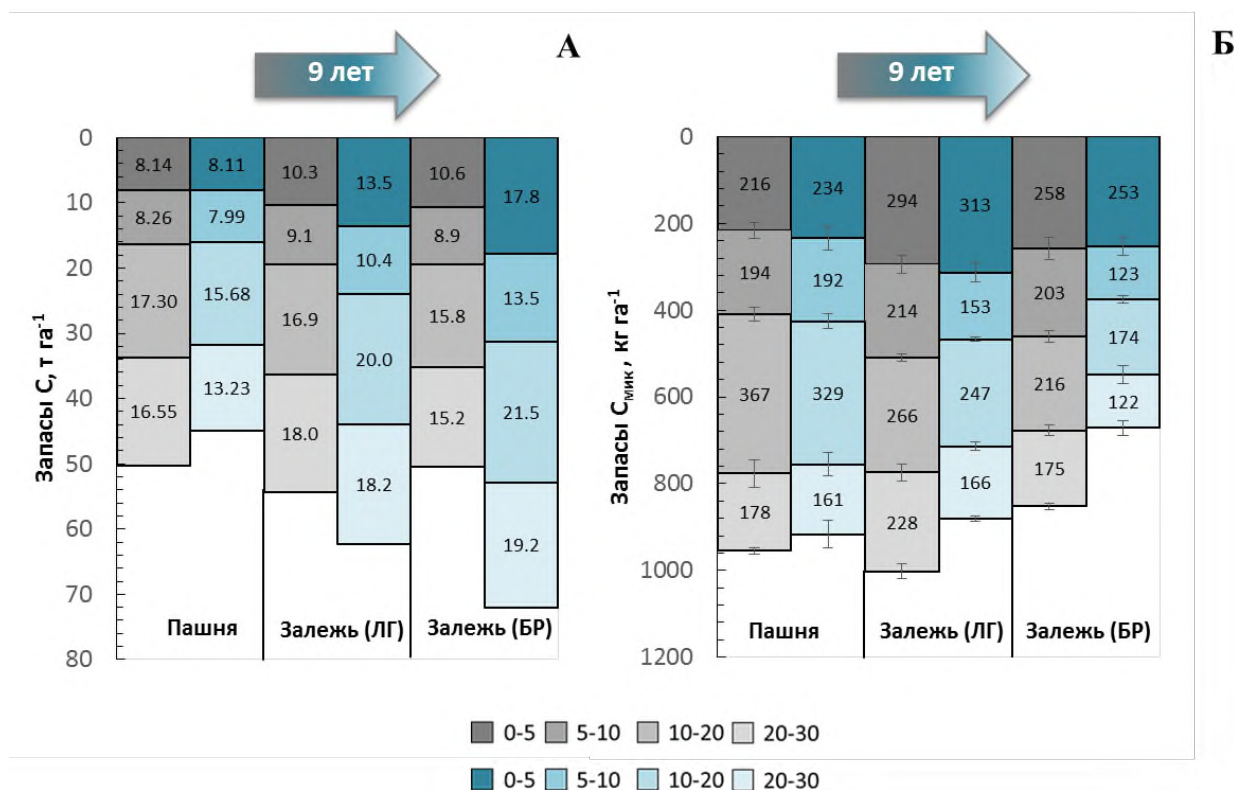 А
Б
9 лет
9 лет
Запасы С, т га⁻¹
0
10
20
30
40
50
60
70
80
8.14 8.11 10.3 13.5 10.6 17.8
8.26 7.99 9.1 10.4 8.9 13.5
17.30 15.68 16.9 20.0 15.8 21.5
16.55 13.23 18.0 18.2 15.2 19.2
Пашня Залежь (ЛГ) Залежь (БР)
Запасы Смик, кг га⁻¹
0
200
400
600
800
1000
1200
216 234 294 313 258 253
194 192 214 153 203 123
367 329 266 247 216 174
178 161 228 166 175 122
Пашня Залежь (ЛГ) Залежь (БР)
0-5 5-10 10-20 20-30
0-5 5-10 10-20 20-30